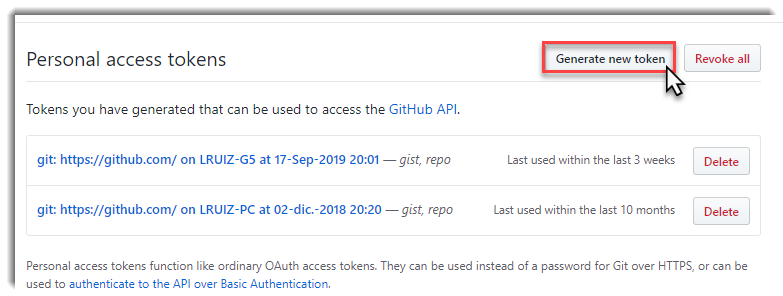 Personal access tokens
Generate new token
Revoke all
Tokens you have generated that can be used to access the GitHub API.
git: https://github.com/ on LRUIZ-G5 at 17-Sep-2019 20:01 — gist, repo
Last used within the last 3 weeks
Delete
git: https://github.com/ on LRUIZ-PC at 02-dic.-2018 20:20 — gist, repo
Last used within the last 10 months
Delete
Personal access tokens function like ordinary OAuth access tokens. They can be used instead of a password for Git over HTTPS, or can be
used to authenticate to the API over Basic Authentication.